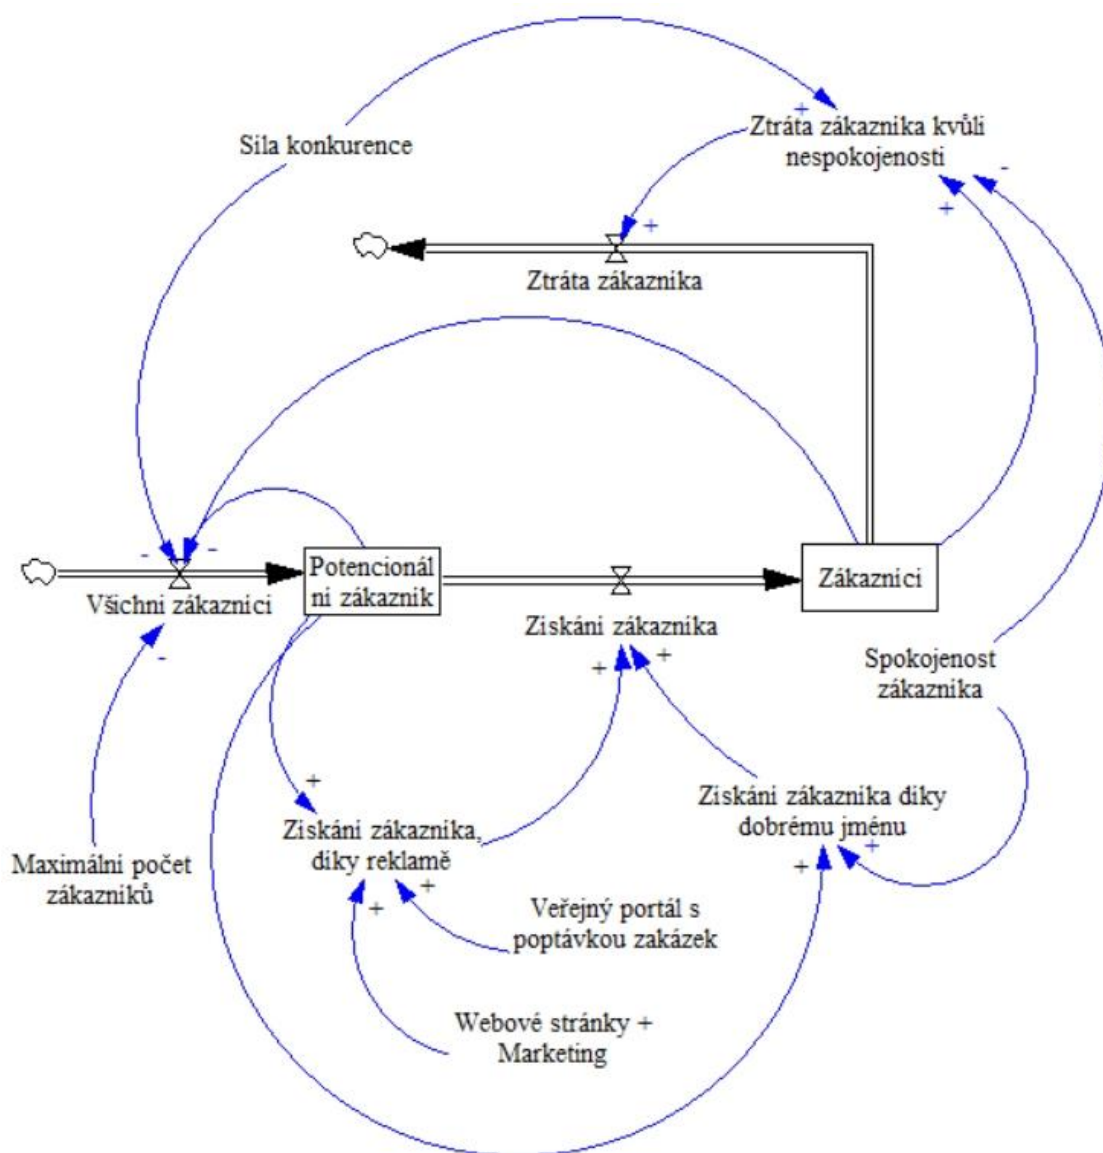 Síla konkurence
Ztráta zákazníka kvůli
nespokojenosti
Ztráta zákazníka
Potencionál
ní zákazník
Všichni zákazníci
Získání zákazníka
Zákazníci
Spokojenost
zákazníka
Získání zákazníka díky
dobrému jménu
Získání zákazníka,
díky reklamě
Maximální počet
zákazníků
Veřejný portál s
poptávkou zakázek
Webové stránky +
Marketing